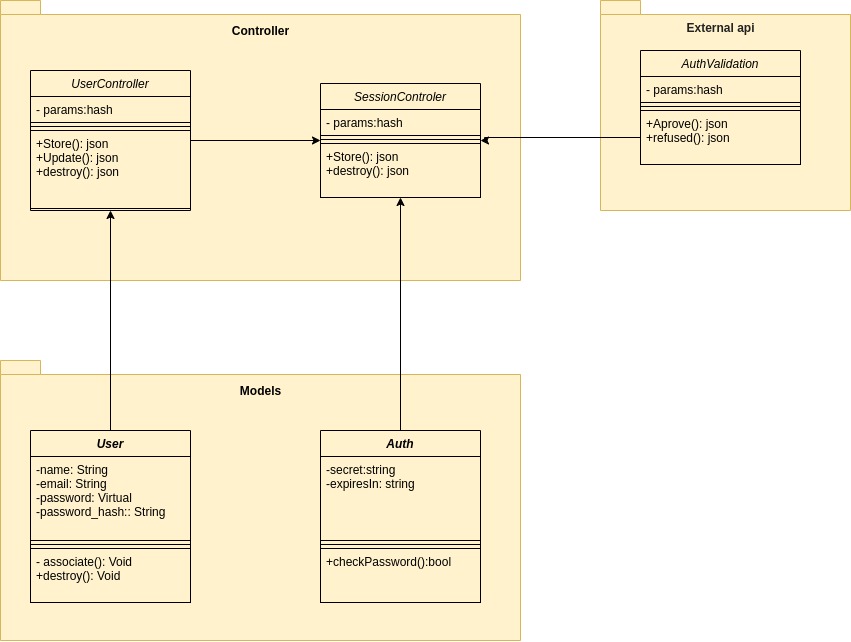 Controller
UserController
- params:hash
+Store(): json
+Update(): json
+destroy(): json
SessionControler
- params:hash
+Store(): json
+destroy(): json
External api
AuthValidation
- params:hash
+Aprove(): json
+refused(): json
Models
User
-name: String
-email: String
-password: Virtual
-password_hash:: String
- associate(): Void
+destroy(): Void
Auth
-secret:string
-expiresIn: string
+checkPassword():bool